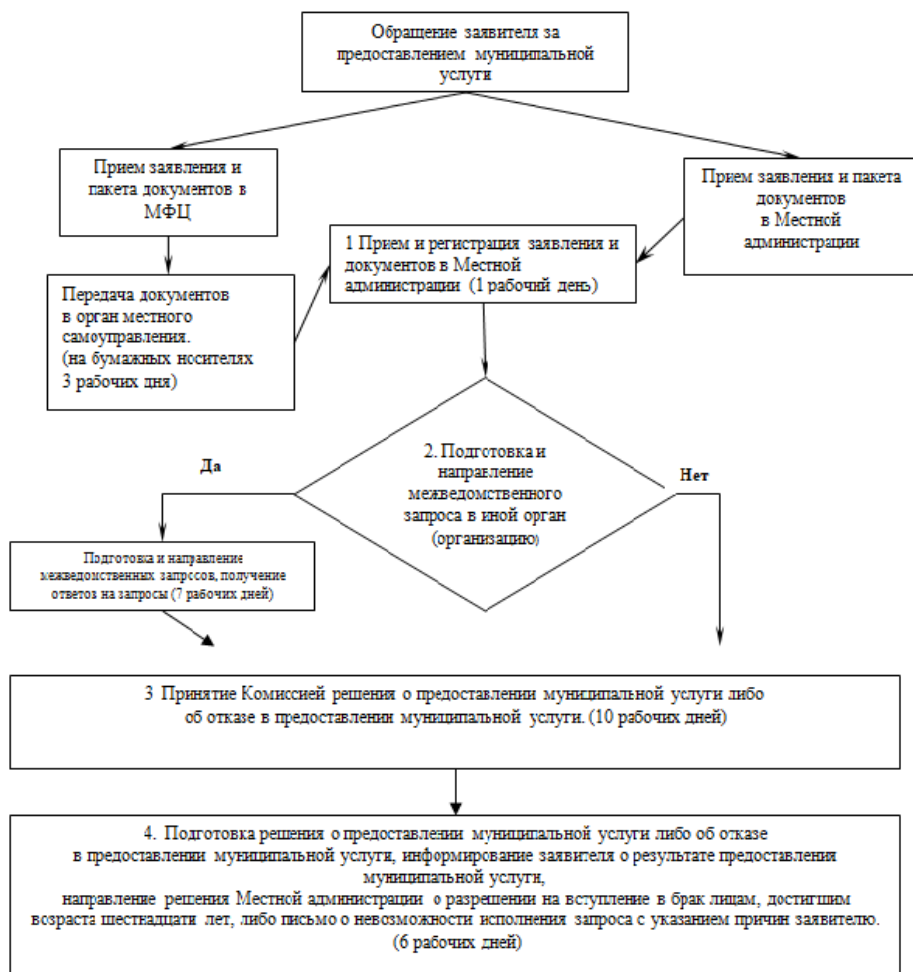 Обращение заявителя за
предоставлением муниципальной
услуги
Прием заявления и
пакета документов в
МФЦ
Прием заявления и пакета
документов
в Местной
администрации
1 Прием и регистрация заявления и
документов в Местной
администрации (1 рабочий день)
Передача документов
в орган местного
самоуправления.
(на бумажных носителях
3 рабочих дня)
2. Подготовка и
направление
межведомственного
запроса в иной орган
(организацию)
Да
Нет
Подготовка и направление
межведомственных запросов, получение
ответов на запросы (7 рабочих дней)
3 Принятие Комиссией решения о предоставлении муниципальной услуги либо
об отказе в предоставлении муниципальной услуги. (10 рабочих дней)
4. Подготовка решения о предоставлении муниципальной услуги либо об отказе
в предоставлении муниципальной услуги, информирование заявителя о результате предоставления
муниципальной услуги,
направление решения Местной администрации о разрешении на вступление в брак лицам, достигшим
возраста шестнадцати лет, либо письмо о невозможности исполнения запроса с указанием причин заявителю.
(6 рабочих дней)